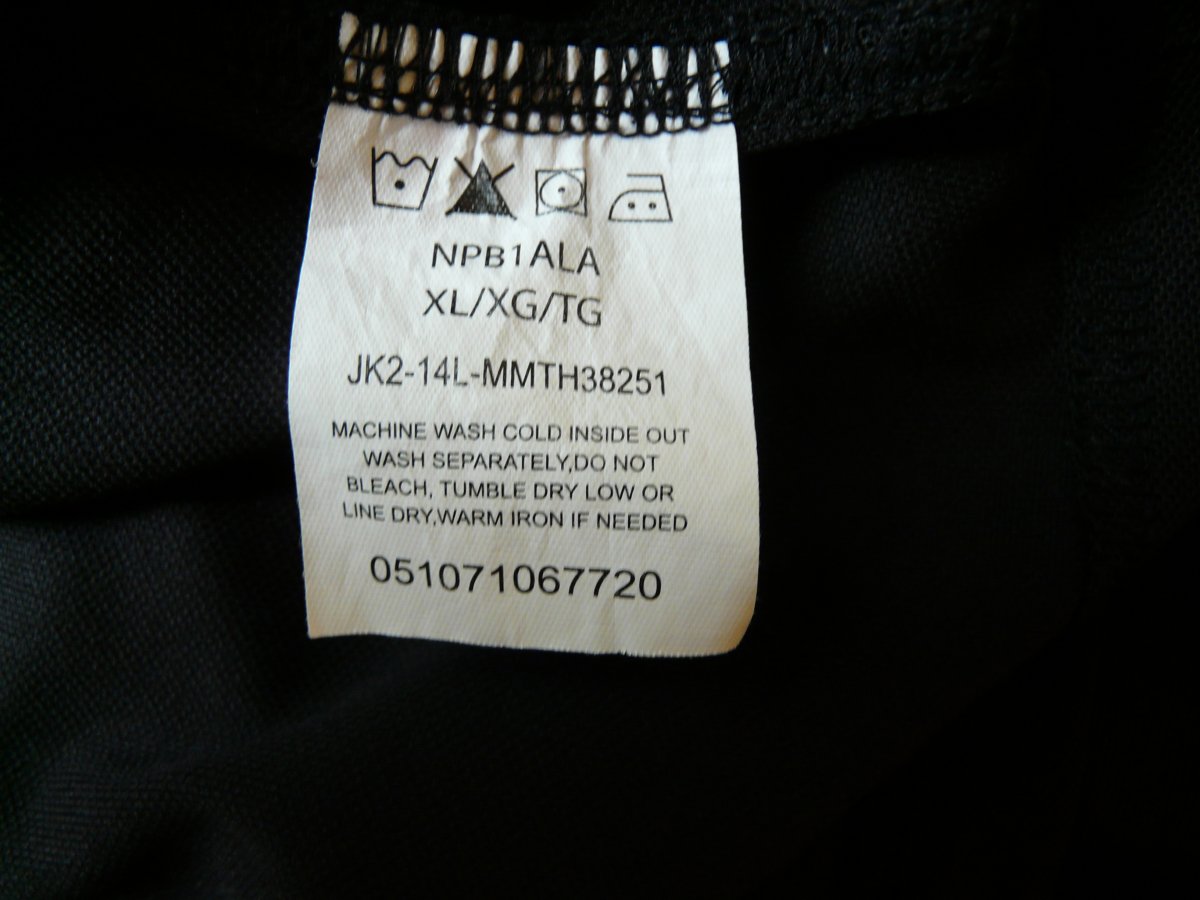 NPB1ALA
XL/XG/TG
JK2-14L-MMTH38251
MACHINE WASH COLD INSIDE OUT
WASH SEPARATELY,DO NOT
BLEACH, TUMBLE DRY LOW OR
LINE DRY,WARM IRON IF NEEDED
051071067720